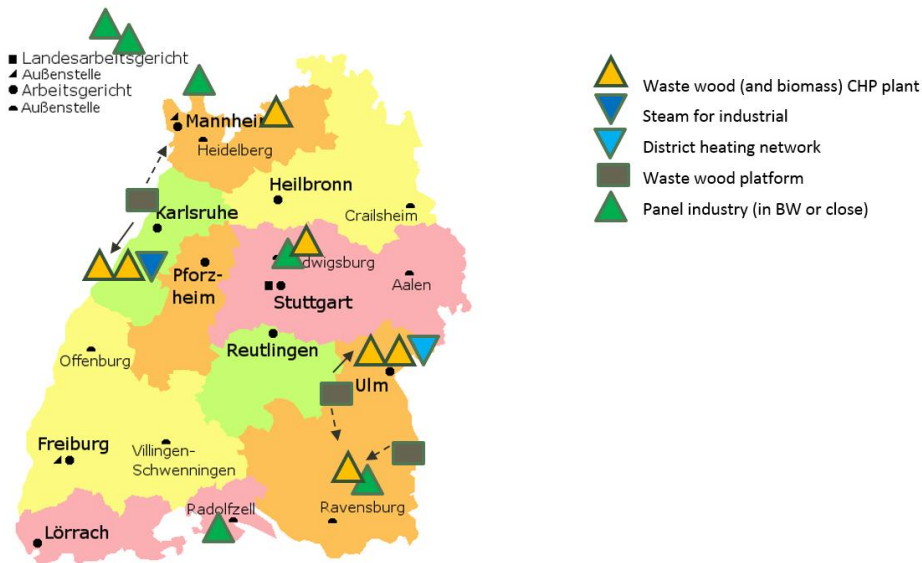 Landesarbeitsgericht
Außenstelle
Arbeitsgericht
Außenstelle
Mannheim
Heidelberg
Heilbronn
Karlsruhe
Crailsheim
Pforz-
heim
Ludwigsburg
Aalen
Stuttgart
Reutlingen
Offenburg
Ulm
Freiburg
Villingen-
Schwenningen
Radolfzell
Ravensburg
Lörrach
Waste wood (and biomass) CHP plant
Steam for industrial
District heating network
Waste wood platform
Panel industry (in BW or close)